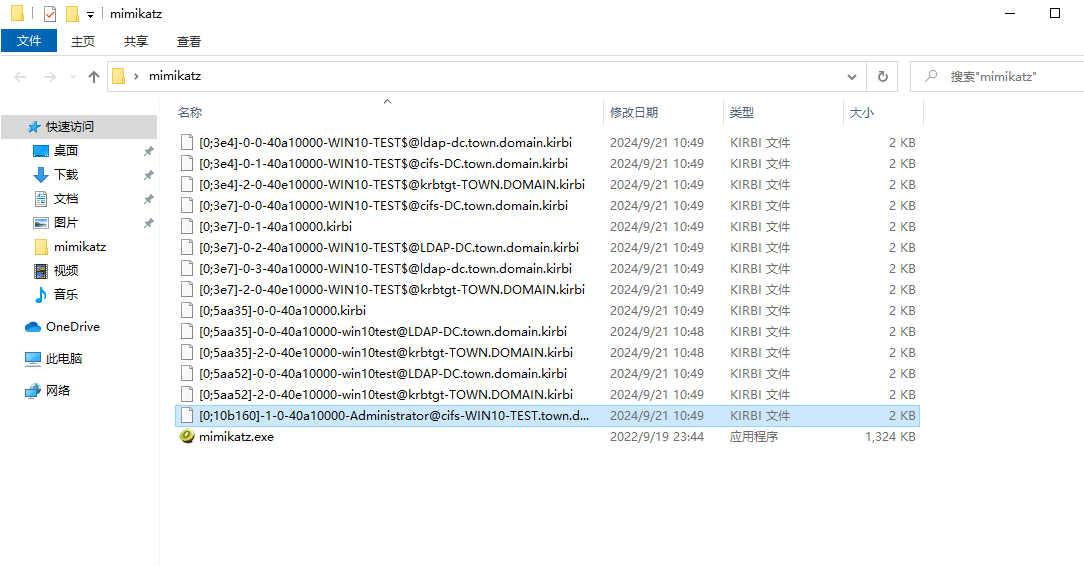 mimikatz
文件 主页 共享 查看
mimikatz 搜索"mimikatz"
名称 修改日期 类型 大小
快速访问
桌面
下载
文档
图片
mimikatz
视频
音乐
OneDrive
此电脑
网络
[0;3e4]-0-0-40a10000-WIN10-TEST$@ldap-dc.town.domain.kirbi 2024/9/21 10:49 KIRBI 文件 2 KB
[0;3e4]-0-1-40a10000-WIN10-TEST$@cifs-DC.town.domain.kirbi 2024/9/21 10:49 KIRBI 文件 2 KB
[0;3e4]-2-0-40e10000-WIN10-TEST$@krbtgt-TOWN.DOMAIN.kirbi 2024/9/21 10:49 KIRBI 文件 2 KB
[0;3e7]-0-0-40a10000-WIN10-TEST$@cifs-DC.town.domain.kirbi 2024/9/21 10:49 KIRBI 文件 2 KB
[0;3e7]-0-1-40a10000.kirbi 2024/9/21 10:49 KIRBI 文件 2 KB
[0;3e7]-0-2-40a10000-WIN10-TEST$@LDAP-DC.town.domain.kirbi 2024/9/21 10:49 KIRBI 文件 2 KB
[0;3e7]-0-3-40a10000-WIN10-TEST$@ldap-dc.town.domain.kirbi 2024/9/21 10:49 KIRBI 文件 2 KB
[0;3e7]-2-0-40e10000-WIN10-TEST$@krbtgt-TOWN.DOMAIN.kirbi 2024/9/21 10:49 KIRBI 文件 2 KB
[0;5aa35]-0-0-40a10000.kirbi 2024/9/21 10:49 KIRBI 文件 2 KB
[0;5aa35]-0-0-40a10000-win10test@LDAP-DC.town.domain.kirbi 2024/9/21 10:48 KIRBI 文件 2 KB
[0;5aa35]-2-0-40e10000-win10test@krbtgt-TOWN.DOMAIN.kirbi 2024/9/21 10:48 KIRBI 文件 2 KB
[0;5aa52]-0-0-40a10000-win10test@LDAP-DC.town.domain.kirbi 2024/9/21 10:49 KIRBI 文件 2 KB
[0;5aa52]-2-0-40e10000-win10test@krbtgt-TOWN.DOMAIN.kirbi 2024/9/21 10:49 KIRBI 文件 2 KB
[0;10b160]-1-0-40a10000-Administrator@cifs-WIN10-TEST.town.d... 2024/9/21 10:49 KIRBI 文件 2 KB
mimikatz.exe 2022/9/19 23:44 应用程序 1,324 KB